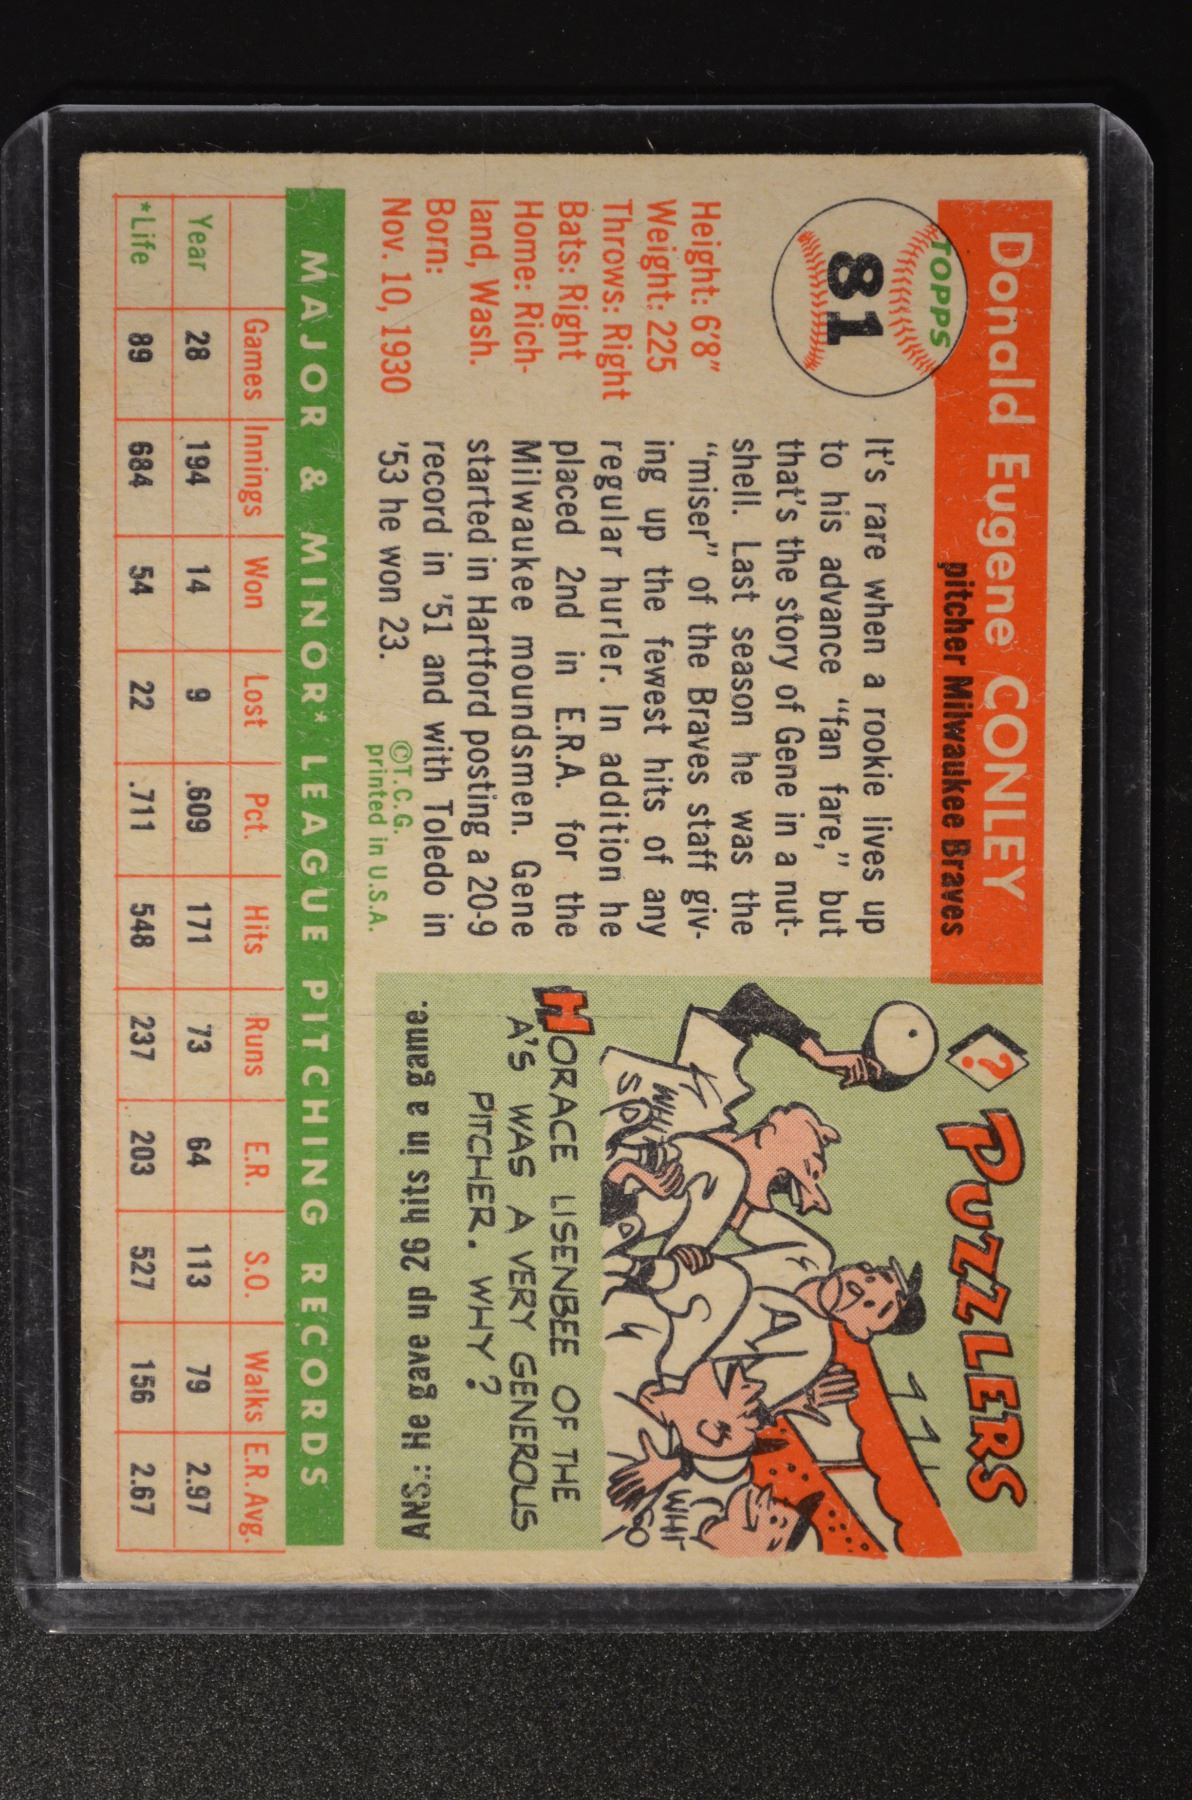 Donald Eugene CONLEY
pitcher Milwaukee Braves
TOPPS
81
Height: 6'8"
Weight: 225
Throws: Right
Bats: Right
Home: Rich-
land, Wash.
Born:
Nov. 10, 1930
It's rare when a rookie lives up
to his advance "fan fare," but
that's the story of Gene in a nut-
shell. Last season he was the
"miser" of the Braves staff giv-
ing up the fewest hits of any
regular hurler. In addition he
placed 2nd in E.R.A. for the
Milwaukee moundsmen. Gene
started in Hartford posting a 20-9
record in '51 and with Toledo in
'53 he won 23.
©T.C.G.
printed in U.S.A.
? PUZZLERS
A
HORACE LISENBEE OF THE
A'S WAS A VERY GENEROUS
PITCHER. WHY?
ANS.: He gave up 26 hits in a game.
MAJOR & MINOR* LEAGUE PITCHING RECORDS
Games Innings Won Lost Pct. Hits Runs E.R. S.O. Walks E.R.Avg.
Year 28 194 14 9 .609 171 73 64 113 79 2.97
*Life 89 684 54 22 .711 548 237 203 527 156 2.67